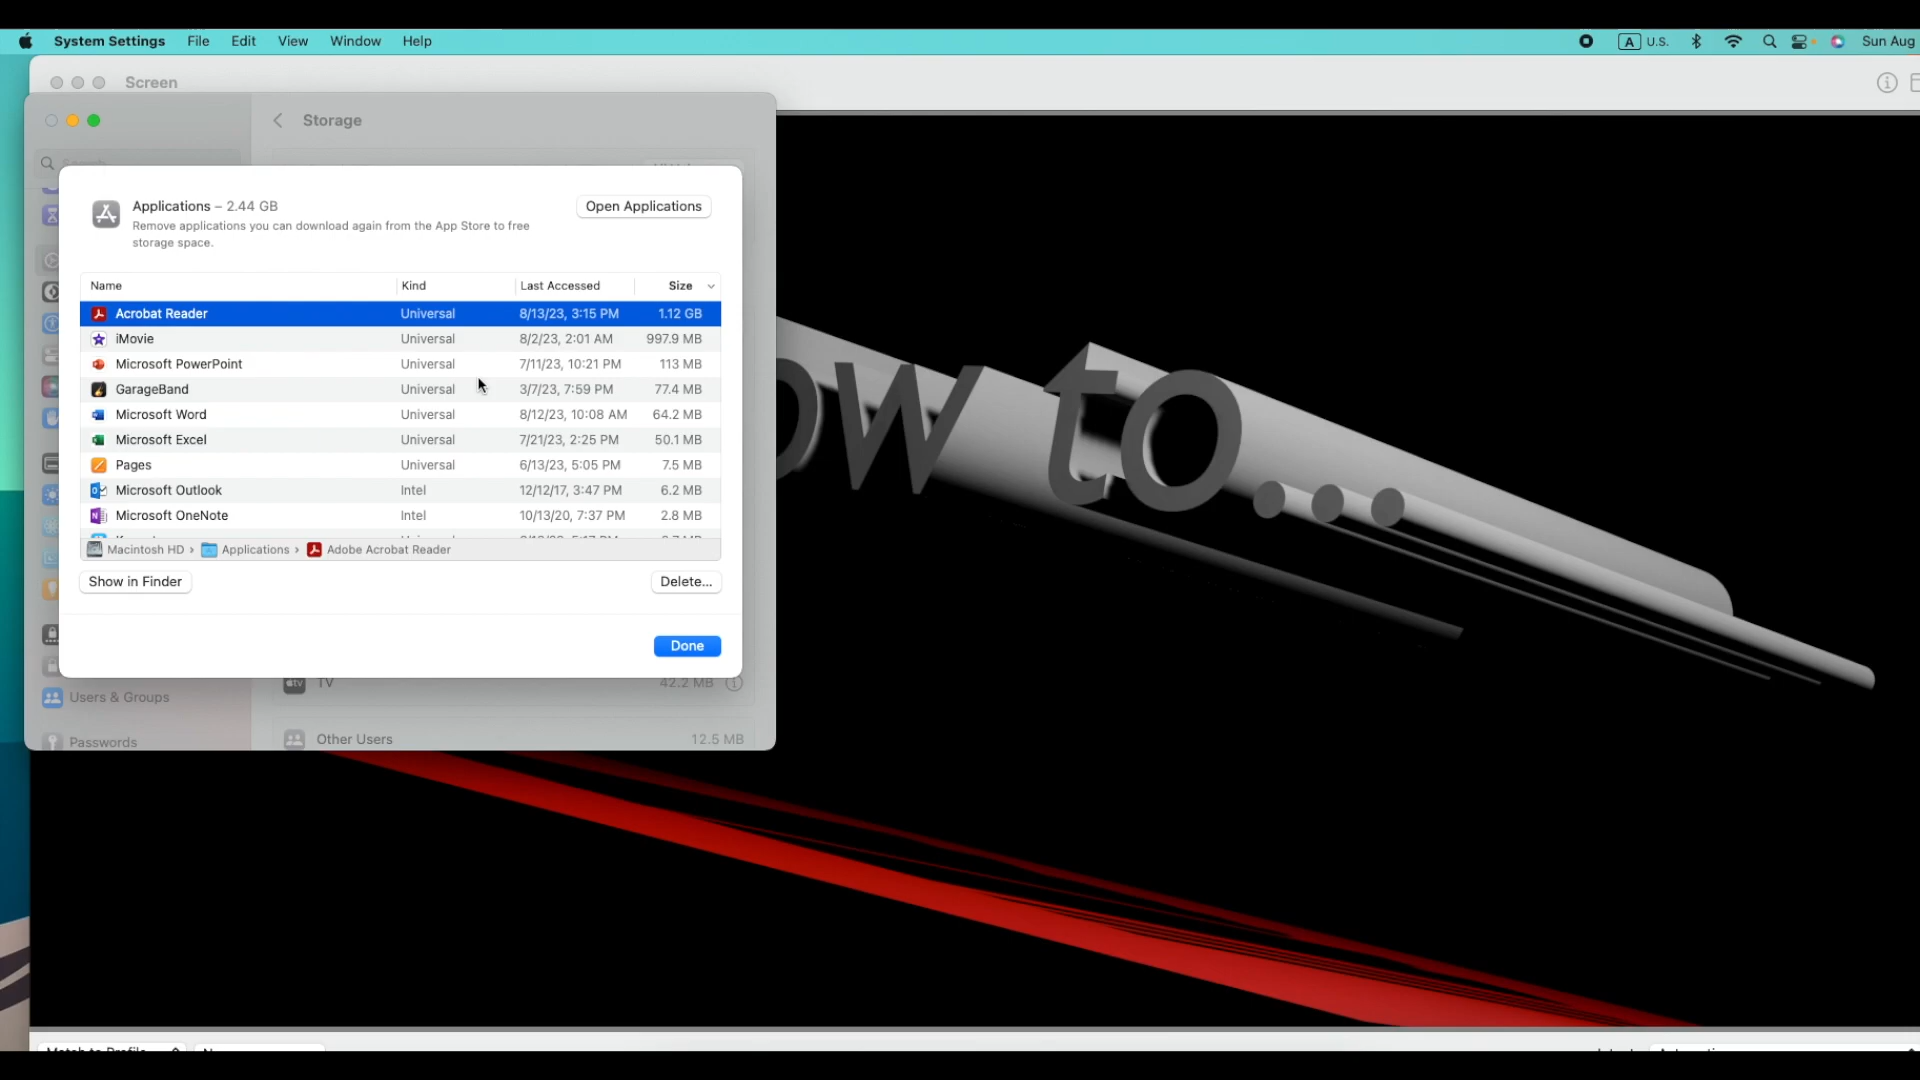 System Settings File Edit View Window Help A U.S. Sun Aug
Screen
Storage
Applications – 2.44 GB
Open Applications
Remove applications you can download again from the App Store to free
storage space.
Name Kind Last Accessed Size
Acrobat Reader Universal 8/13/23, 3:15 PM 1.12 GB
iMovie Universal 8/2/23, 2:01 AM 997.9 MB
Microsoft PowerPoint Universal 7/11/23, 10:21 PM 113 MB
GarageBand Universal 3/7/23, 7:59 PM 77.4 MB
Microsoft Word Universal 8/12/23, 10:08 AM 64.2 MB
Microsoft Excel Universal 7/21/23, 2:25 PM 50.1 MB
Pages Universal 6/13/23, 5:05 PM 7.5 MB
Microsoft Outlook Intel 12/12/17, 3:47 PM 6.2 MB
Microsoft OneNote Intel 10/13/20, 7:37 PM 2.8 MB
Macintosh HD › Applications › Adobe Acrobat Reader
Show in Finder Delete...
Done
TV 42.2 MB
Users & Groups
Other Users 12.5 MB
Passwords
ow to...